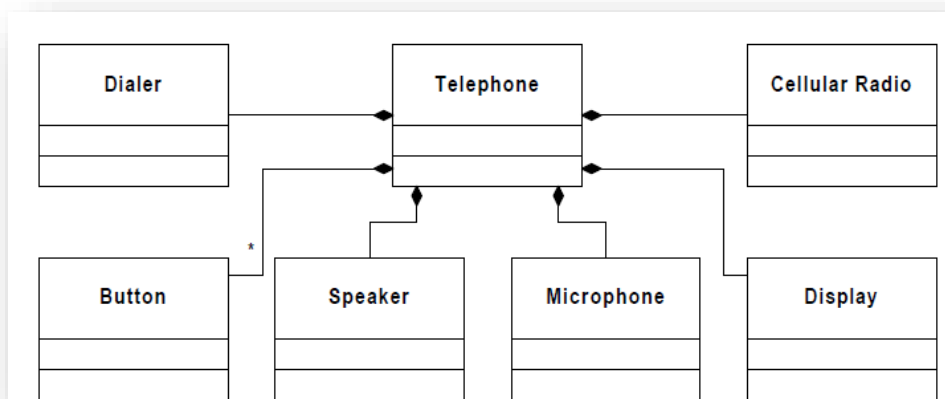 Dialer
Telephone
Cellular Radio
*
Button
Speaker
Microphone
Display